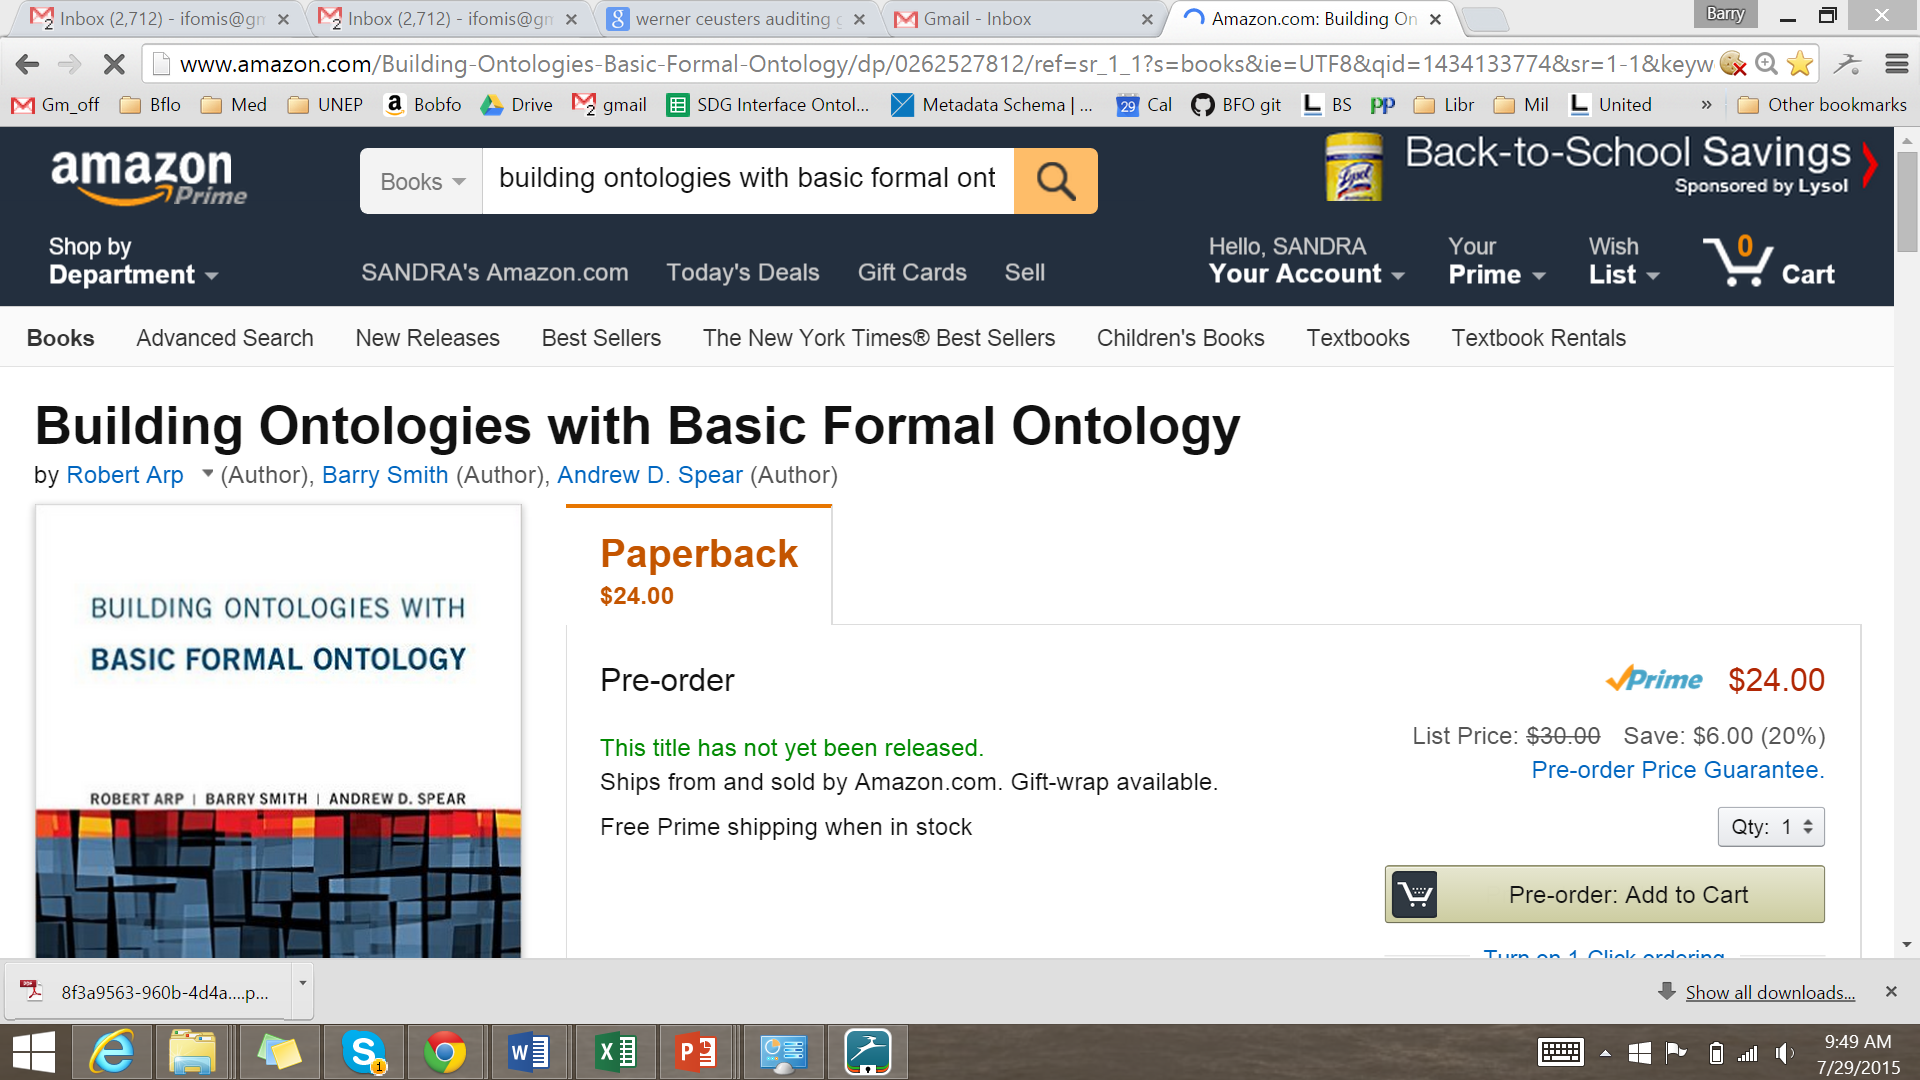 Inbox (2,712) - ifomis@gm
Inbox (2,712) - ifomis@gm
werner ceusters auditing
Gmail - Inbox
Amazon.com: Building On
Barry
www.amazon.com/Building-Ontologies-Basic-Formal-Ontology/dp/0262527812/ref=sr_1_1?s=books&ie=UTF8&qid=1434133774&sr=1-1&keyw
Gm_off Bflo Med UNEP Bobfo Drive gmail SDG Interface Ontol... Metadata Schema | ... 29 Cal BFO git BS pp Libr Mil United » Other bookmarks
amazon
Prime
Books
building ontologies with basic formal ont
Lysol
Back-to-School Savings
Sponsored by Lysol
Shop by
Department
SANDRA's Amazon.com Today's Deals Gift Cards Sell
Hello, SANDRA
Your Account
Your
Prime
Wish
List
0
Cart
Books Advanced Search New Releases Best Sellers The New York Times® Best Sellers Children's Books Textbooks Textbook Rentals
Building Ontologies with Basic Formal Ontology
by Robert Arp (Author), Barry Smith (Author), Andrew D. Spear (Author)
BUILDING ONTOLOGIES WITH
BASIC FORMAL ONTOLOGY
ROBERT ARP | BARRY SMITH | ANDREW D. SPEAR
Paperback
$24.00
Pre-order
Prime $24.00
This title has not yet been released.
List Price: $30.00 Save: $6.00 (20%)
Ships from and sold by Amazon.com. Gift-wrap available.
Pre-order Price Guarantee.
Free Prime shipping when in stock
Qty: 1
Pre-order: Add to Cart
Turn on 1-Click ordering
8f3a9563-960b-4d4a....p...
Show all downloads...
9:49 AM
7/29/2015